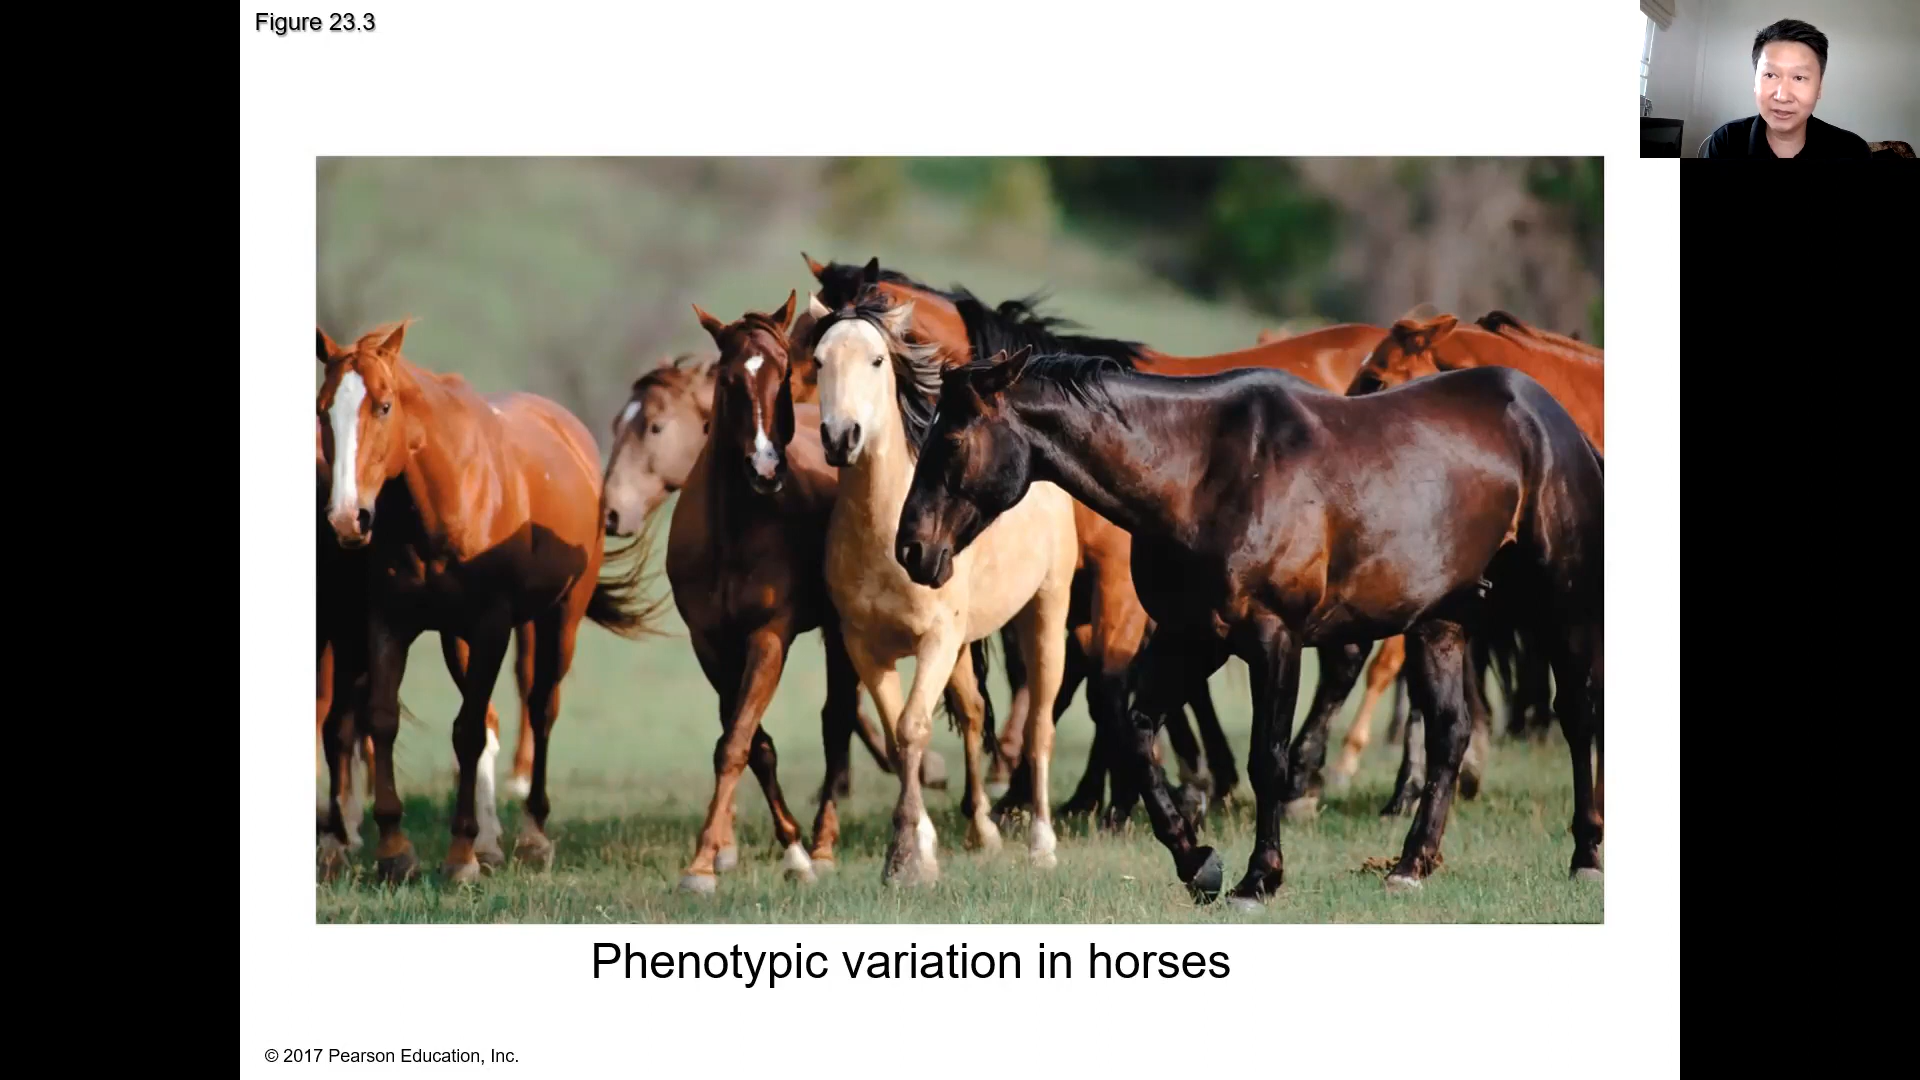 Figure 23.3
Phenotypic variation in horses
© 2017 Pearson Education, Inc.